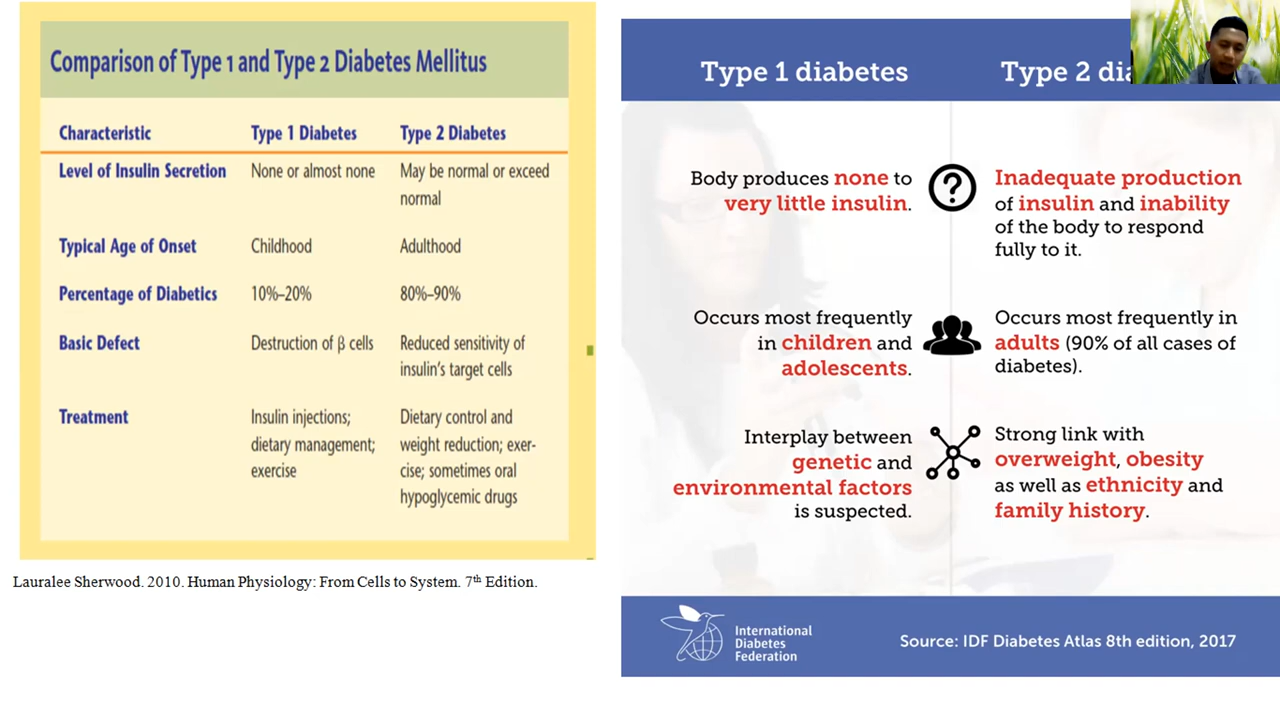 Comparison of Type 1 and Type 2 Diabetes Mellitus
Characteristic Type 1 Diabetes Type 2 Diabetes
Level of Insulin Secretion None or almost none May be normal or exceed
normal
Typical Age of Onset Childhood Adulthood
Percentage of Diabetics 10%–20% 80%–90%
Basic Defect Destruction of β cells Reduced sensitivity of
insulin's target cells
Treatment Insulin injections; Dietary control and
dietary management; weight reduction; exer-
exercise cise; sometimes oral
hypoglycemic drugs
Lauralee Sherwood. 2010. Human Physiology: From Cells to System. 7th Edition.
Type 1 diabetes Type 2
Body produces none to
very little insulin.
Inadequate production
of insulin and inability
of the body to respond
fully to it.
Occurs most frequently
in children and
adolescents.
Occurs most frequently in
adults (90% of all cases of
diabetes).
Interplay between
genetic and
environmental factors
is suspected.
Strong link with
overweight, obesity
as well as ethnicity and
family history.
International
Diabetes
Federation
Source: IDF Diabetes Atlas 8th edition, 2017